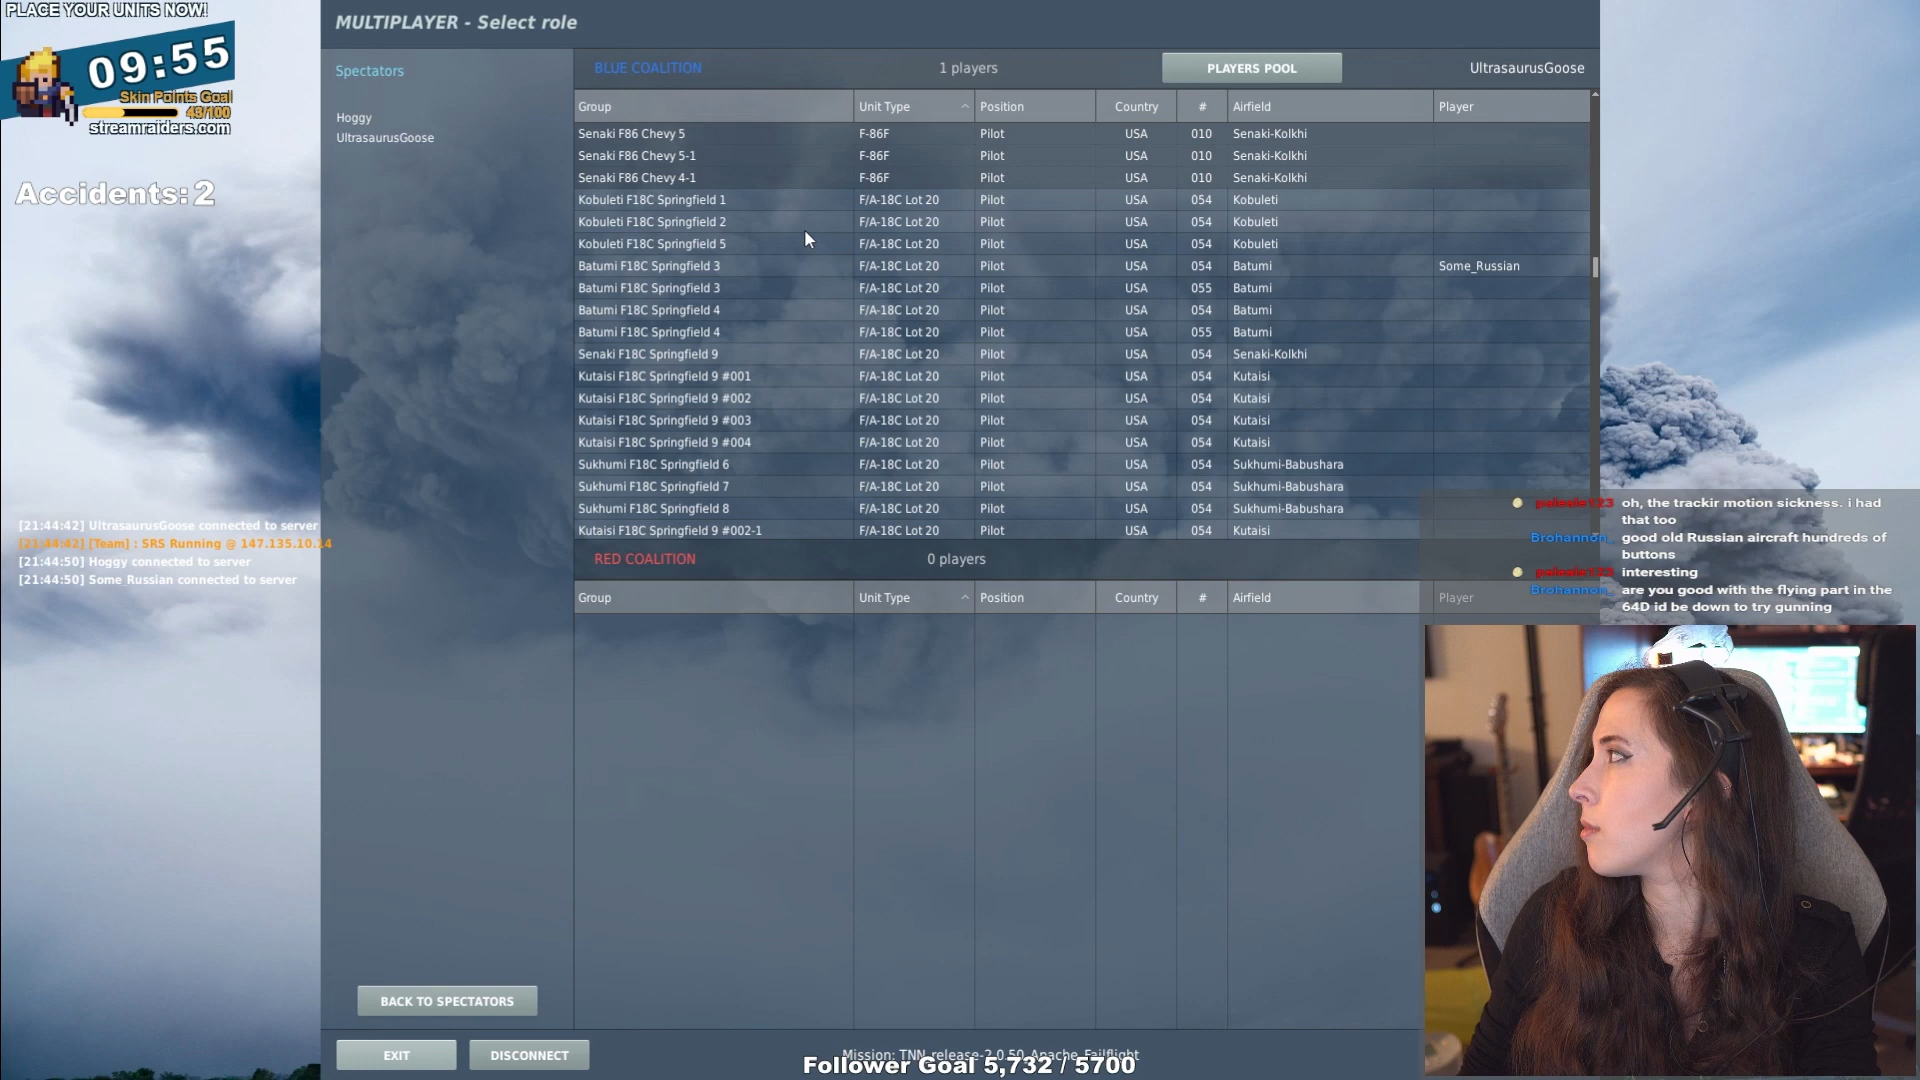 PLACE YOUR UNITS NOW!
09:55
Skin Points Goal
43/100
streamraiders.com
Accidents: 2
[21:44:42] UltrasaurusGoose connected to server
[21:44:42] [Team] : SRS Running @ 147.135.10.14
[21:44:50] Hoggy connected to server
[21:44:50] Some Russian connected to server
MULTIPLAYER - Select role
Spectators
Hoggy
UltrasaurusGoose
BLUE COALITION 1 players PLAYERS POOL UltrasaurusGoose
Group Unit Type Position Country # Airfield Player
Senaki F86 Chevy 5 F-86F Pilot USA 010 Senaki-Kolkhi
Senaki F86 Chevy 5-1 F-86F Pilot USA 010 Senaki-Kolkhi
Senaki F86 Chevy 4-1 F-86F Pilot USA 010 Senaki-Kolkhi
Kobuleti F18C Springfield 1 F/A-18C Lot 20 Pilot USA 054 Kobuleti
Kobuleti F18C Springfield 2 F/A-18C Lot 20 Pilot USA 054 Kobuleti
Kobuleti F18C Springfield 5 F/A-18C Lot 20 Pilot USA 054 Kobuleti
Batumi F18C Springfield 3 F/A-18C Lot 20 Pilot USA 054 Batumi Some_Russian
Batumi F18C Springfield 3 F/A-18C Lot 20 Pilot USA 055 Batumi
Batumi F18C Springfield 4 F/A-18C Lot 20 Pilot USA 054 Batumi
Batumi F18C Springfield 4 F/A-18C Lot 20 Pilot USA 055 Batumi
Senaki F18C Springfield 9 F/A-18C Lot 20 Pilot USA 054 Senaki-Kolkhi
Kutaisi F18C Springfield 9 #001 F/A-18C Lot 20 Pilot USA 054 Kutaisi
Kutaisi F18C Springfield 9 #002 F/A-18C Lot 20 Pilot USA 054 Kutaisi
Kutaisi F18C Springfield 9 #003 F/A-18C Lot 20 Pilot USA 054 Kutaisi
Kutaisi F18C Springfield 9 #004 F/A-18C Lot 20 Pilot USA 054 Kutaisi
Sukhumi F18C Springfield 6 F/A-18C Lot 20 Pilot USA 054 Sukhumi-Babushara
Sukhumi F18C Springfield 7 F/A-18C Lot 20 Pilot USA 054 Sukhumi-Babushara
Sukhumi F18C Springfield 8 F/A-18C Lot 20 Pilot USA 054 Sukhumi-Babushara
Kutaisi F18C Springfield 9 #002-1 F/A-18C Lot 20 Pilot USA 054 Kutaisi
RED COALITION 0 players
Group Unit Type Position Country # Airfield Player
oh, the trackir motion sickness. i had
that too
Brohannon_ good old Russian aircraft hundreds of
buttons
interesting
Brohannon_ are you good with the flying part in the
64D id be down to try gunning
BACK TO SPECTATORS
EXIT DISCONNECT
Mission: TNN_release-2.0.50_Apache_Failflight
Follower Goal 5,732 / 5700